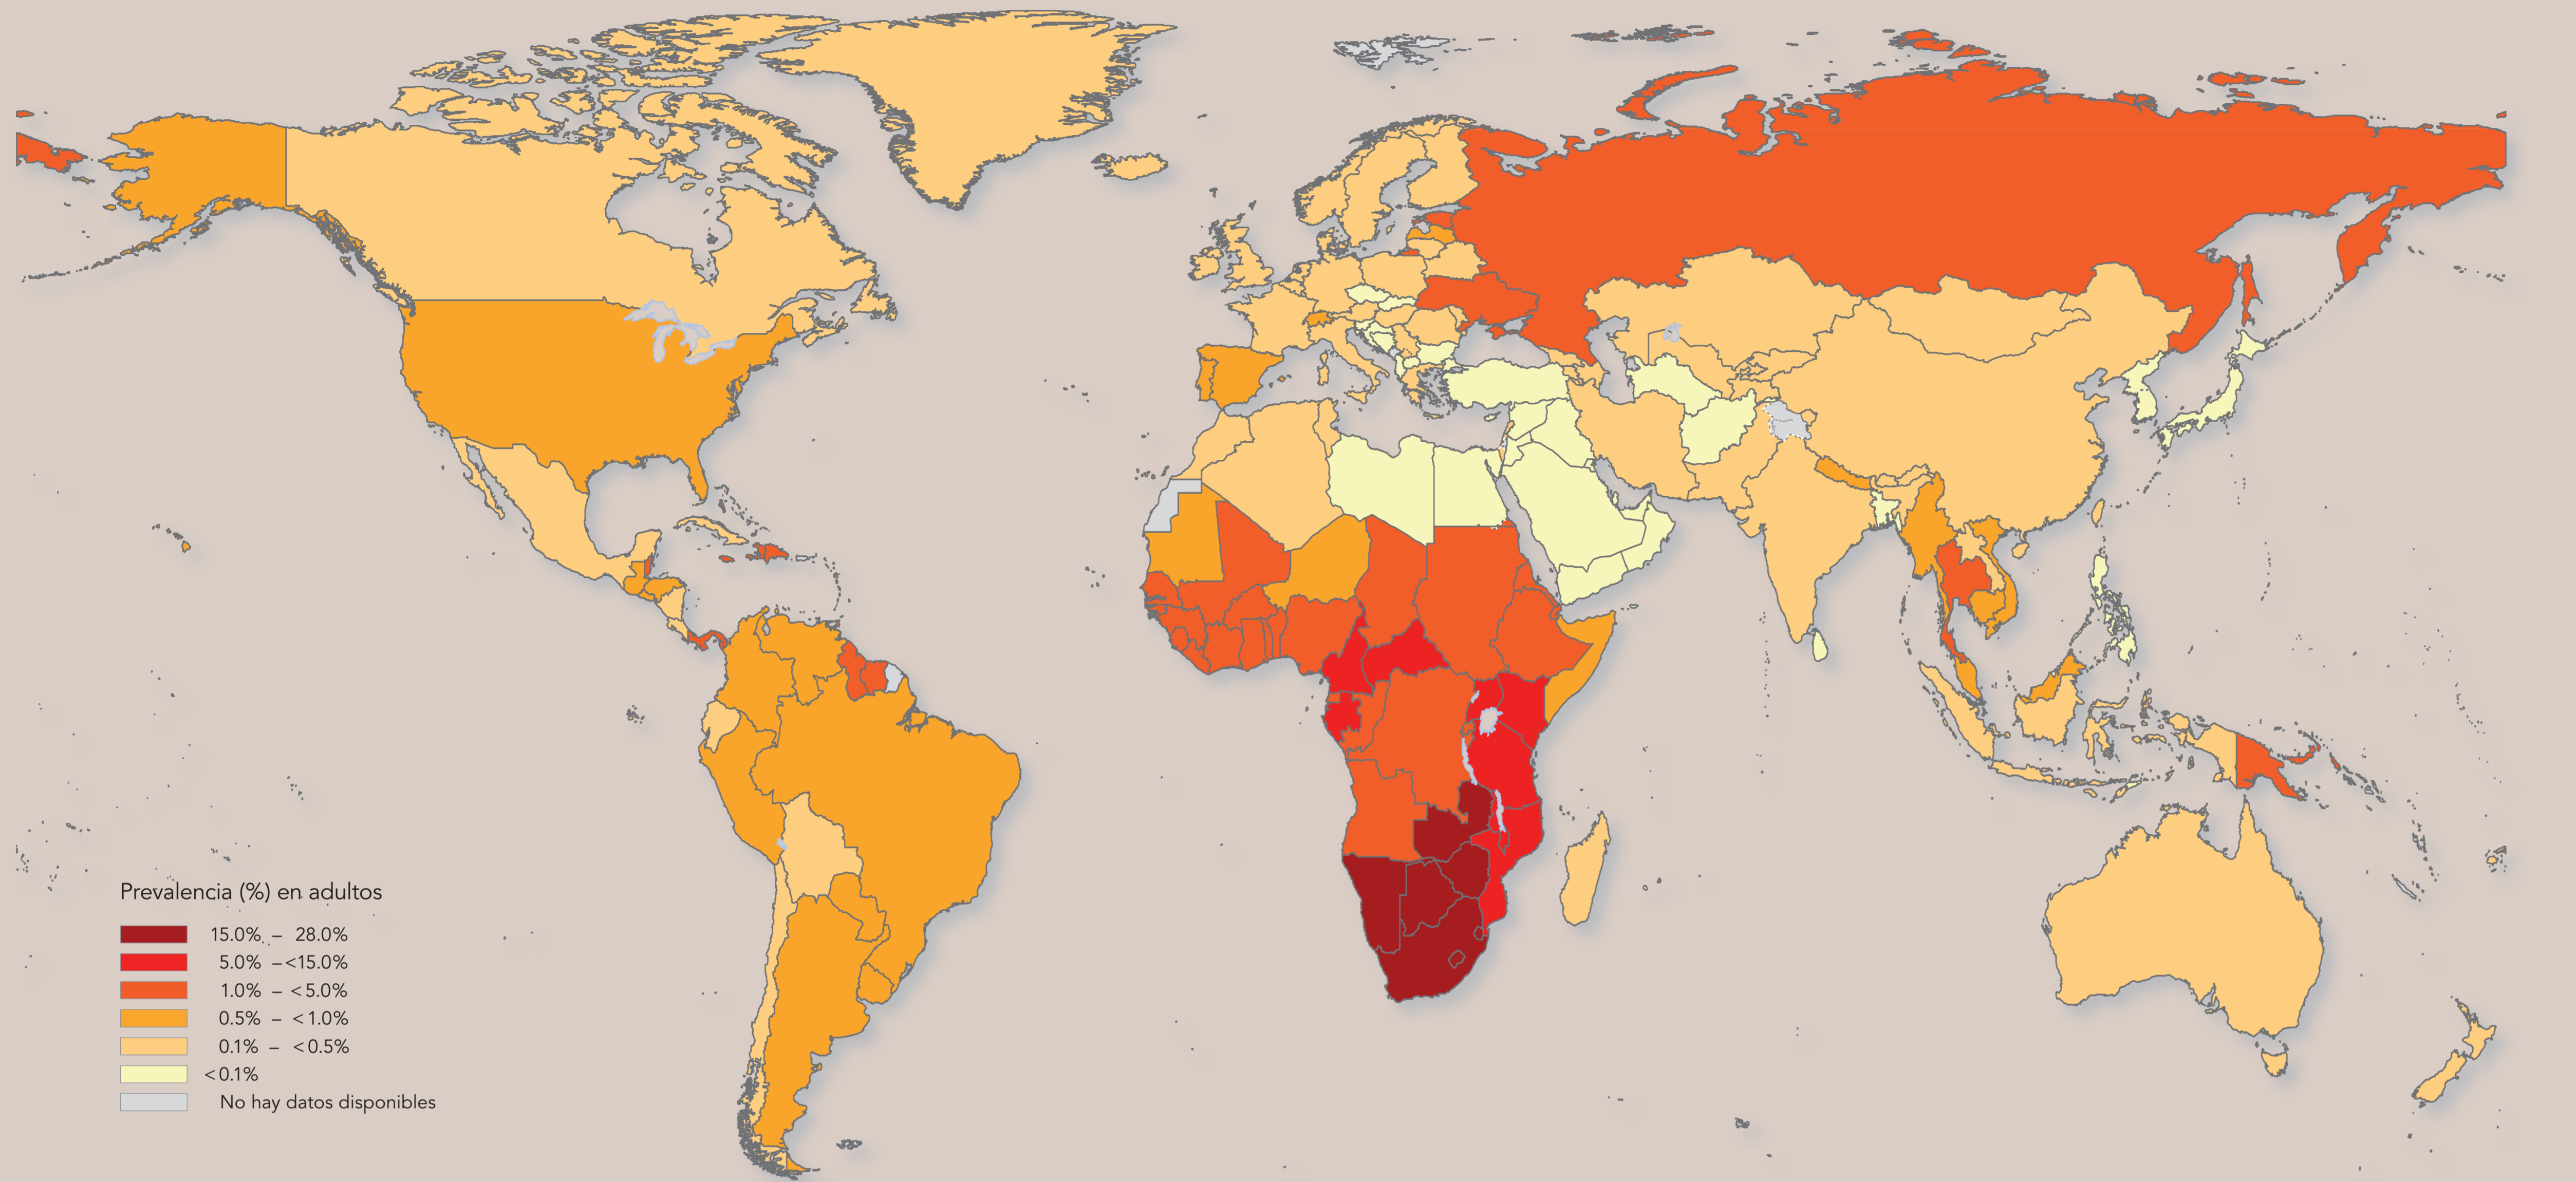 Prevalencia (%) en adultos
15.0% – 28.0%
5.0% – <15.0%
1.0% – <5.0%
0.5% – <1.0%
0.1% – <0.5%
<0.1%
No hay datos disponibles